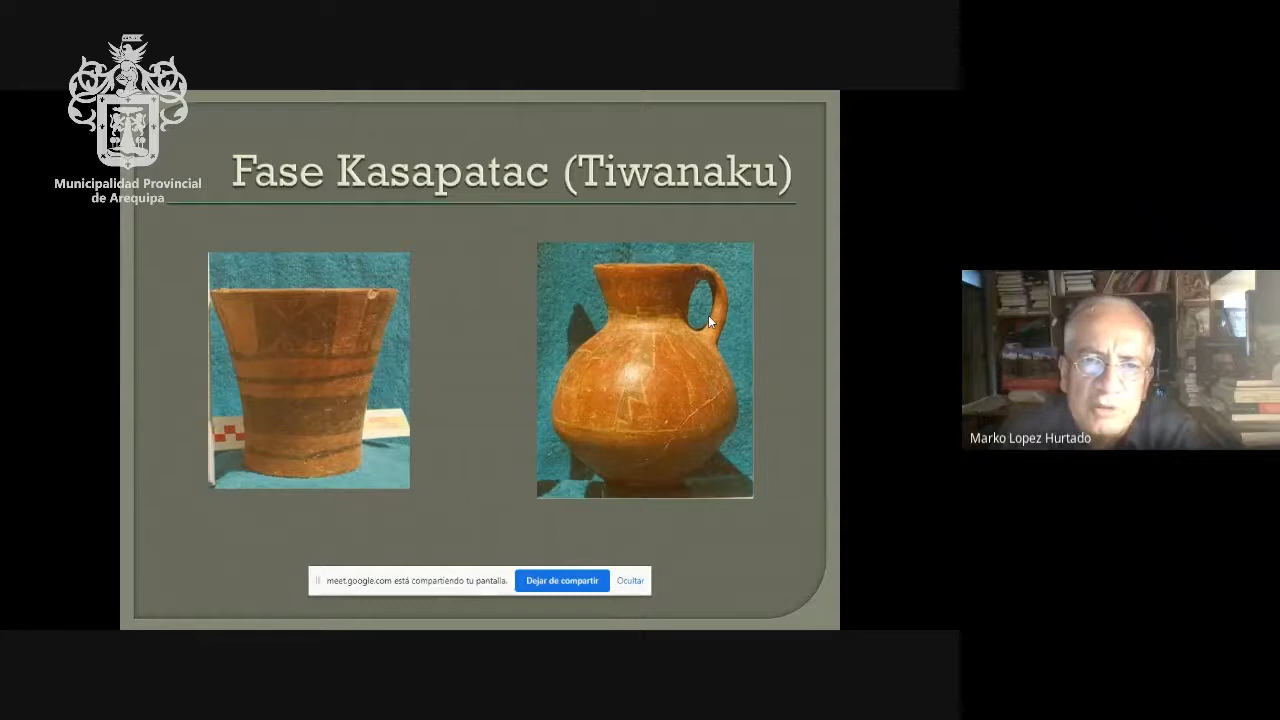 Municipalidad Provincial
de Arequipa
Fase Kasapatac (Tiwanaku)
meet.google.com está compartiendo tu pantalla.
Dejar de compartir
Ocultar
Marko Lopez Hurtado